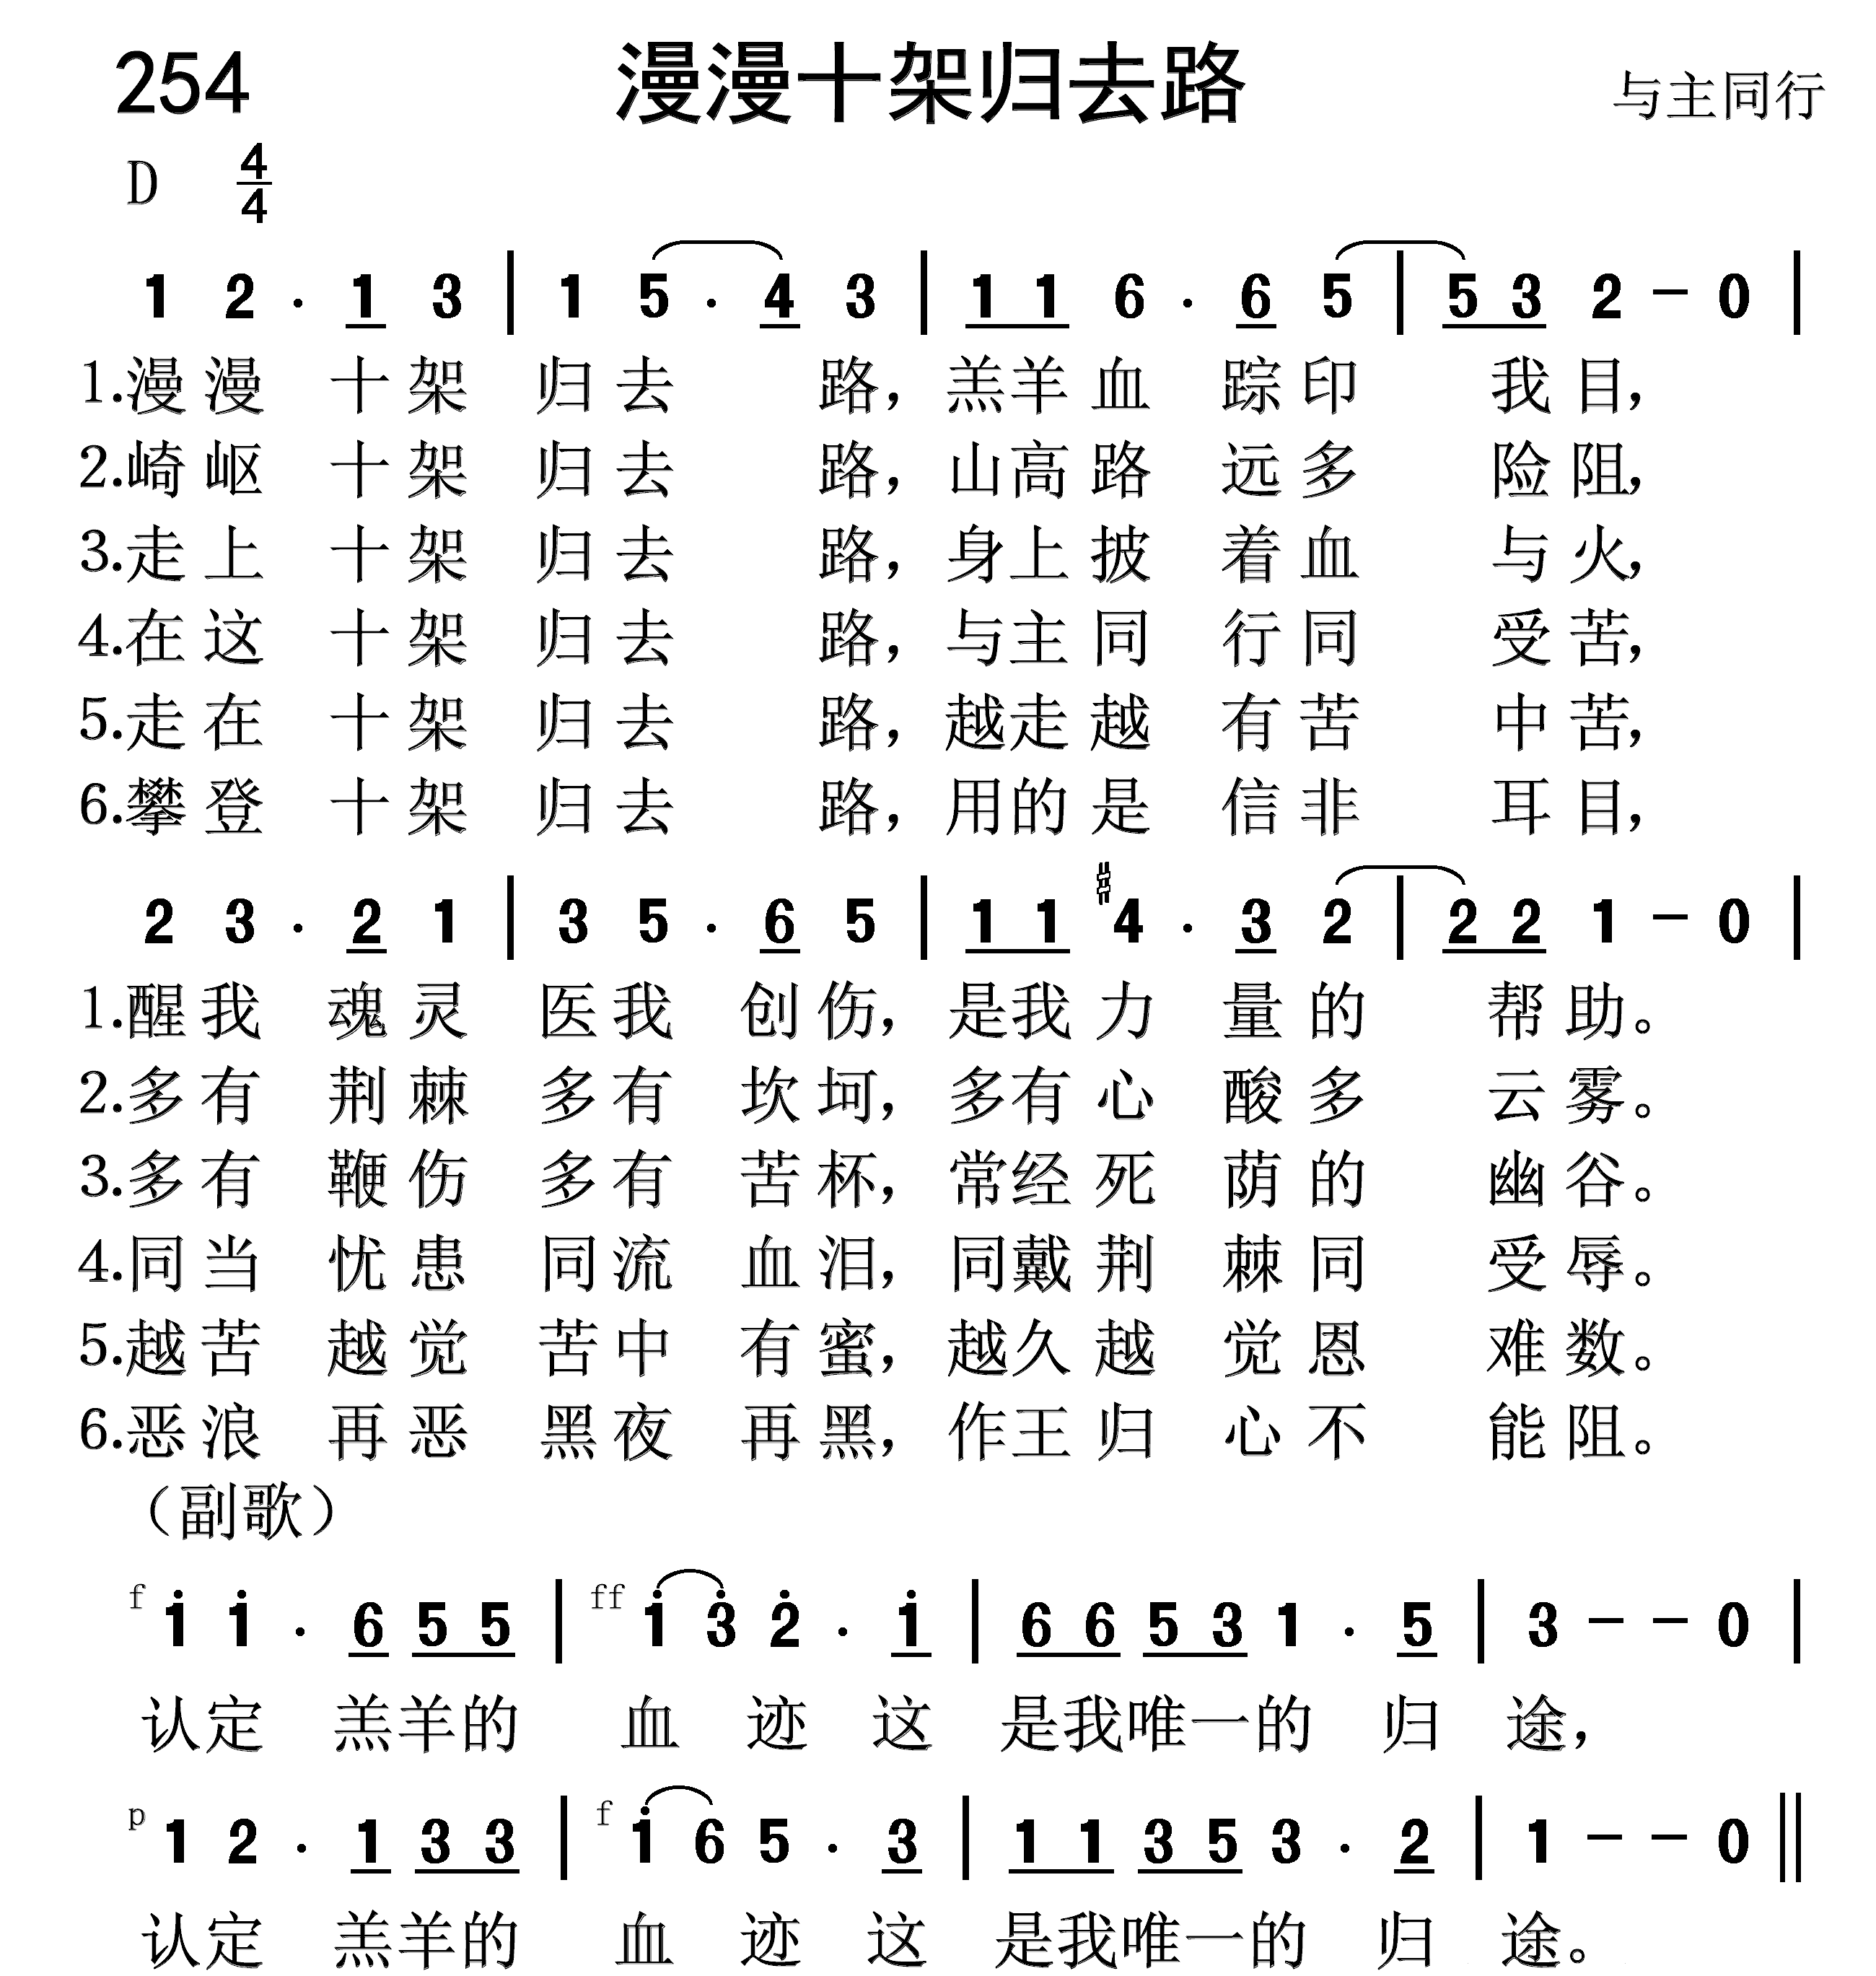 254 漫漫十架归去路 与主同行
D 4/4
1 2 · 1 3 | 1 5 · 4 3 | 1 1 6 · 6 5 | 5 3 2 - 0 |
1.漫漫十架归去路，羔羊血踪印我目，
2.崎岖十架归去路，山高路远多险阻，
3.走上十架归去路，身上披着血与火，
4.在这十架归去路，与主同行同受苦，
5.走在十架归去路，越走越有苦中苦，
6.攀登十架归去路，用的是信非耳目，
2 3 · 2 1 | 3 5 · 6 5 | 1 1 #4 · 3 2 | 2 2 1 - 0 |
1.醒我魂灵医我创伤，是我力量的帮助。
2.多有荆棘多有坎坷，多有心酸多云雾。
3.多有鞭伤多有苦杯，常经死荫的幽谷。
4.同当忧患同流血泪，同戴荆棘同受辱。
5.越苦越觉苦中有蜜，越久越觉恩难数。
6.恶浪再恶黑夜再黑，作王归心不能阻。
（副歌）
f 1̇ 1̇ · 6 5 5 | ff 1̇ 3̇ 2̇ · 1̇ | 6 6 5 3 1 · 5 | 3 - - 0 |
认定羔羊的血迹这是我唯一的归途，
p 1 2 · 1 3 3 | f 1̇ 6 5 · 3 | 1 1 3 5 3 · 2 | 1 - - 0 ||
认定羔羊的血迹这是我唯一的归途。